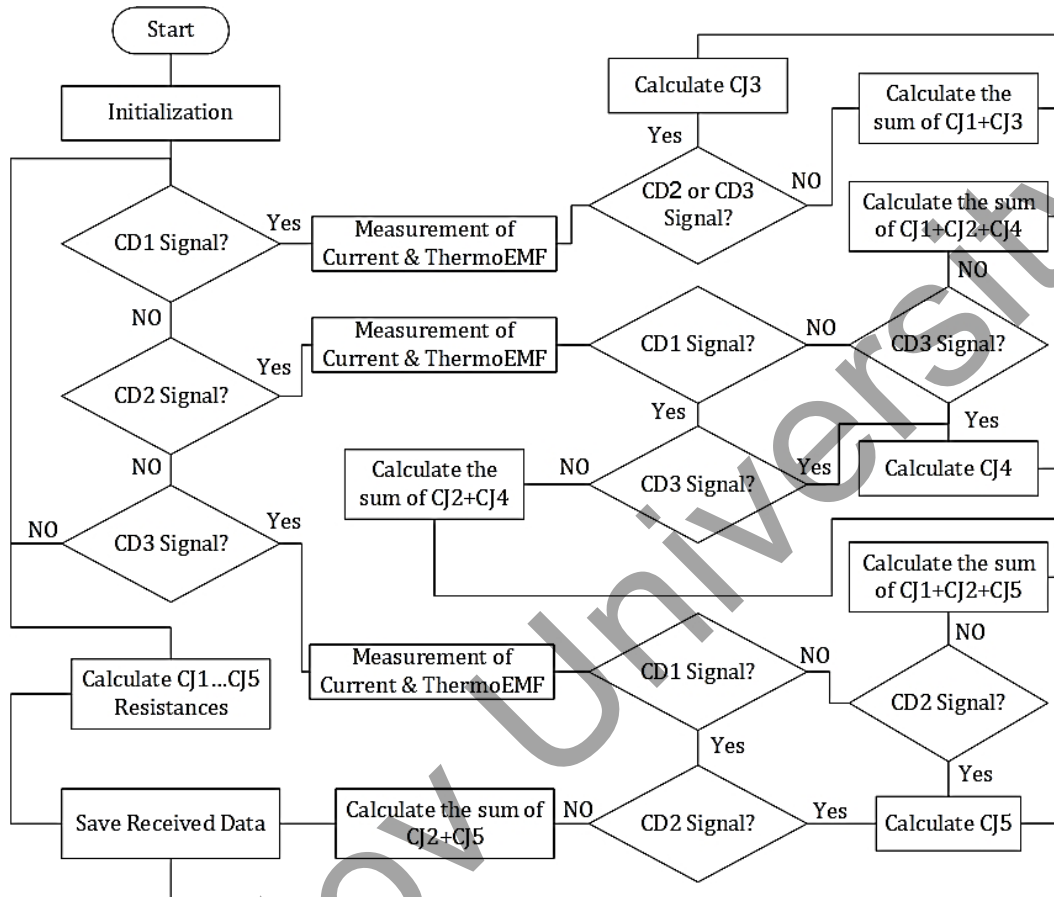 Start
Initialization
Calculate CJ3
Calculate the
sum of CJ1+CJ3
Yes
CD2 or CD3
Signal?
NO
CD1 Signal?
Yes
Measurement of
Current & ThermoEMF
Calculate the sum
of CJ1+CJ2+CJ4
NO
NO
Measurement of
Current & ThermoEMF
CD1 Signal?
NO
CD3 Signal?
CD2 Signal?
Yes
Yes
Yes
NO
Calculate the
sum of CJ2+CJ4
NO
CD3 Signal?
Yes
Calculate CJ4
NO
CD3 Signal?
Yes
Calculate the sum
of CJ1+CJ2+CJ5
NO
Measurement of
Current & ThermoEMF
CD1 Signal?
NO
Calculate CJ1...CJ5
Resistances
CD2 Signal?
Yes
Yes
Save Received Data
Calculate the sum of
CJ2+CJ5
NO
CD2 Signal?
Yes
Calculate CJ5
University